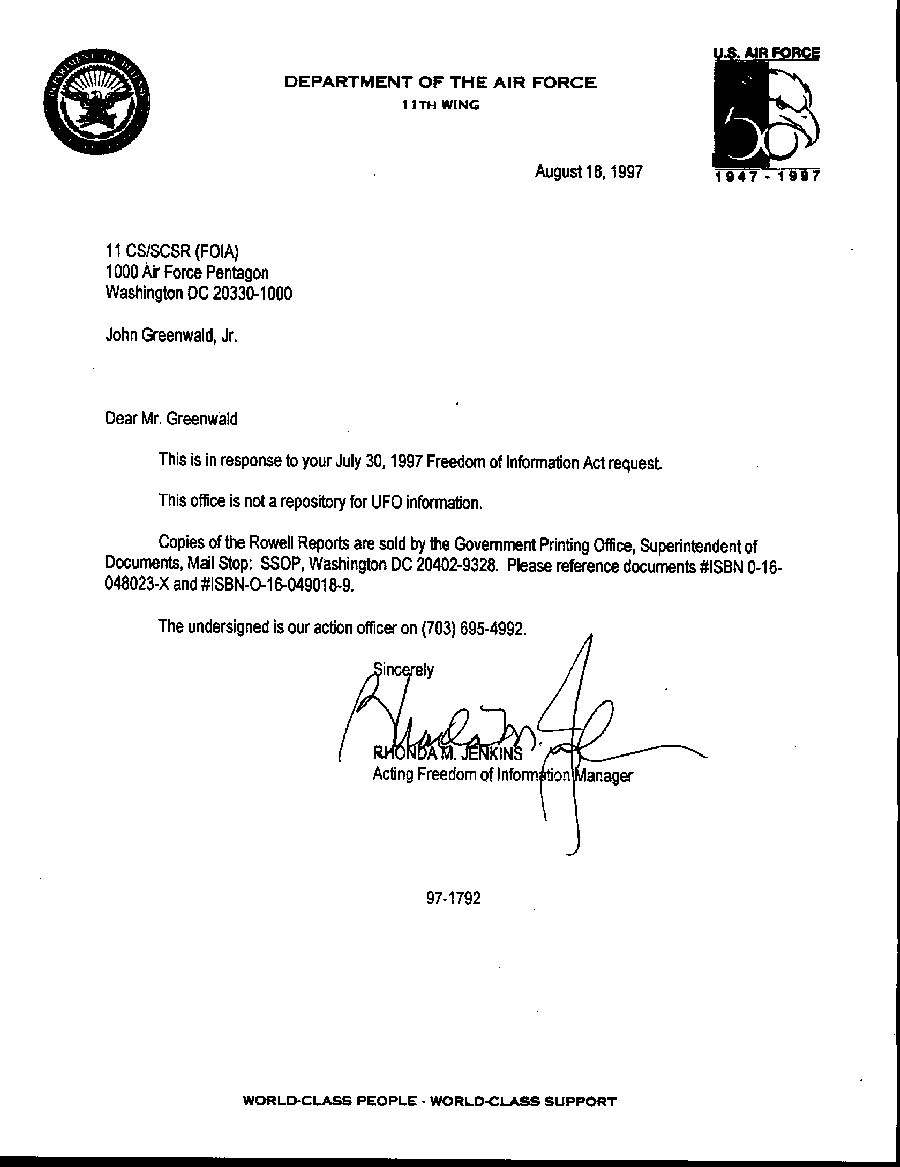 DEPARTMENT OF DEFENSE
U.S. AIR FORCE
DEPARTMENT OF THE AIR FORCE
11TH WING
50
August 18, 1997
1947 - 1997
11 CS/SCSR (FOIA)
1000 Air Force Pentagon
Washington DC 20330-1000
John Greenwald, Jr.
Dear Mr. Greenwald
This is in response to your July 30, 1997 Freedom of Information Act request.
This office is not a repository for UFO information.
Copies of the Rowell Reports are sold by the Government Printing Office, Superintendent of
Documents, Mail Stop: SSOP, Washington DC 20402-9328. Please reference documents #ISBN 0-16-
048023-X and #ISBN-O-16-049018-9.
The undersigned is our action officer on (703) 695-4992.
Sincerely
RHONDA M. JENKINS
Acting Freedom of Information Manager
97-1792
WORLD-CLASS PEOPLE - WORLD-CLASS SUPPORT